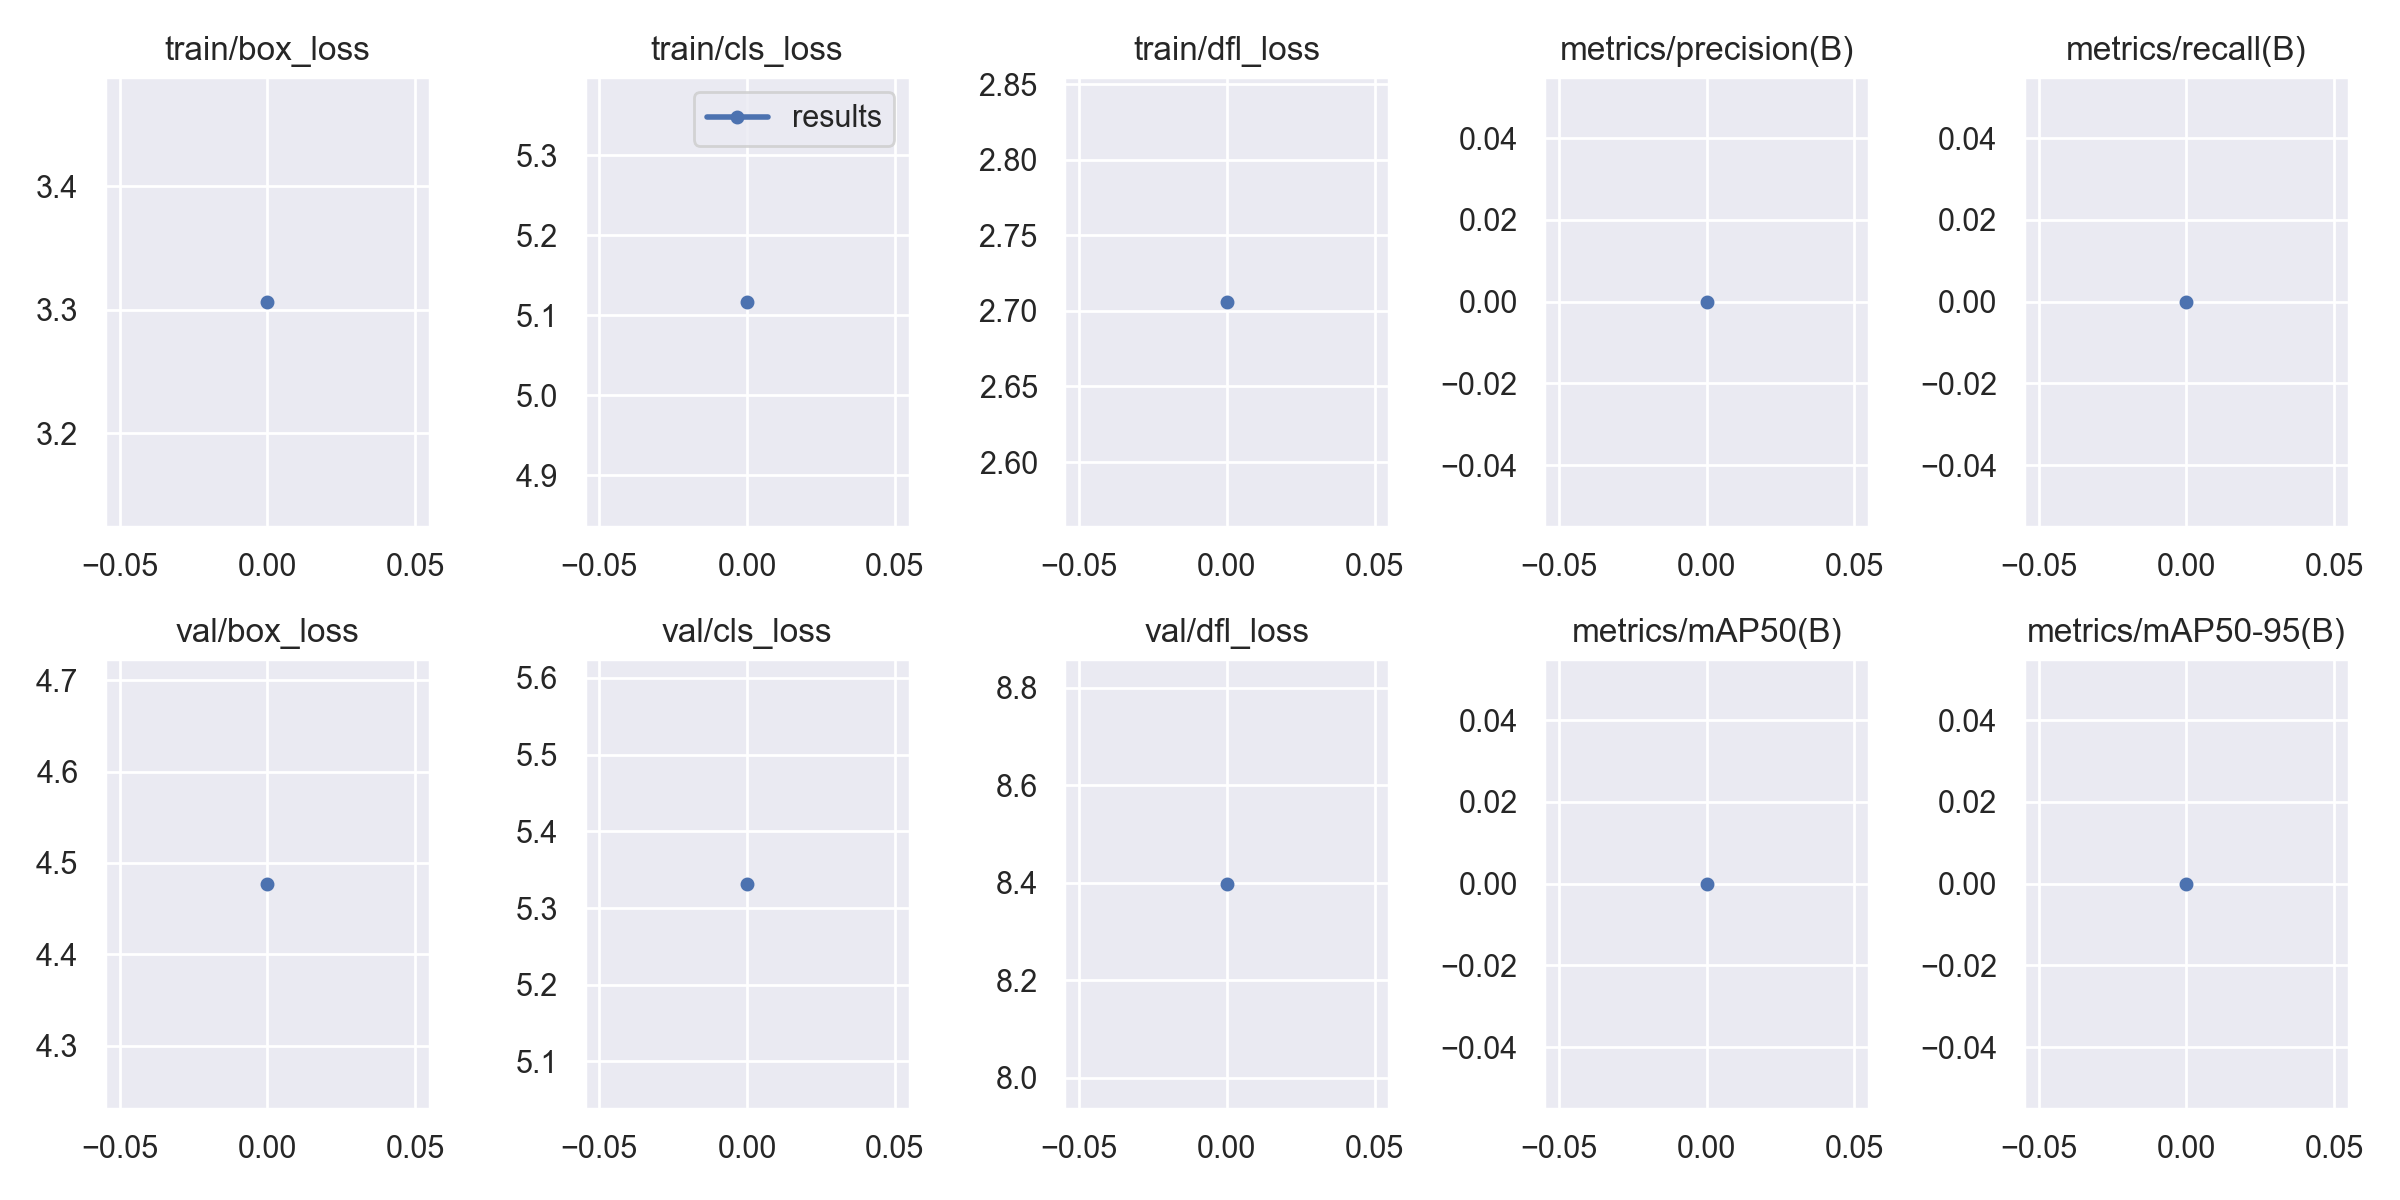 train/box_loss
3.4
3.3
3.2
−0.05 0.00 0.05
train/cls_loss
results
5.3
5.2
5.1
5.0
4.9
−0.05 0.00 0.05
train/dfl_loss
2.85
2.80
2.75
2.70
2.65
2.60
−0.05 0.00 0.05
metrics/precision(B)
0.04
0.02
0.00
−0.02
−0.04
−0.05 0.00 0.05
metrics/recall(B)
0.04
0.02
0.00
−0.02
−0.04
−0.05 0.00 0.05
val/box_loss
4.7
4.6
4.5
4.4
4.3
−0.05 0.00 0.05
val/cls_loss
5.6
5.5
5.4
5.3
5.2
5.1
−0.05 0.00 0.05
val/dfl_loss
8.8
8.6
8.4
8.2
8.0
−0.05 0.00 0.05
metrics/mAP50(B)
0.04
0.02
0.00
−0.02
−0.04
−0.05 0.00 0.05
metrics/mAP50-95(B)
0.04
0.02
0.00
−0.02
−0.04
−0.05 0.00 0.05